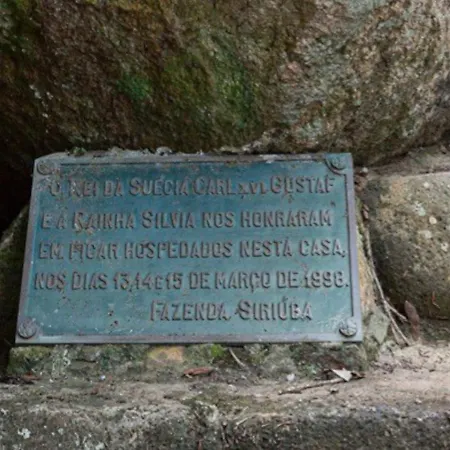 O REI DA SUÉCIA CARL XVI GUSTAF
E A RAINHA SILVIA NOS HONRARAM
EM FICAR HOSPEDADOS NESTA CASA,
NOS DIAS 13,14 E 15 DE MARÇO DE 1998.
FAZENDA SIRIÚBA